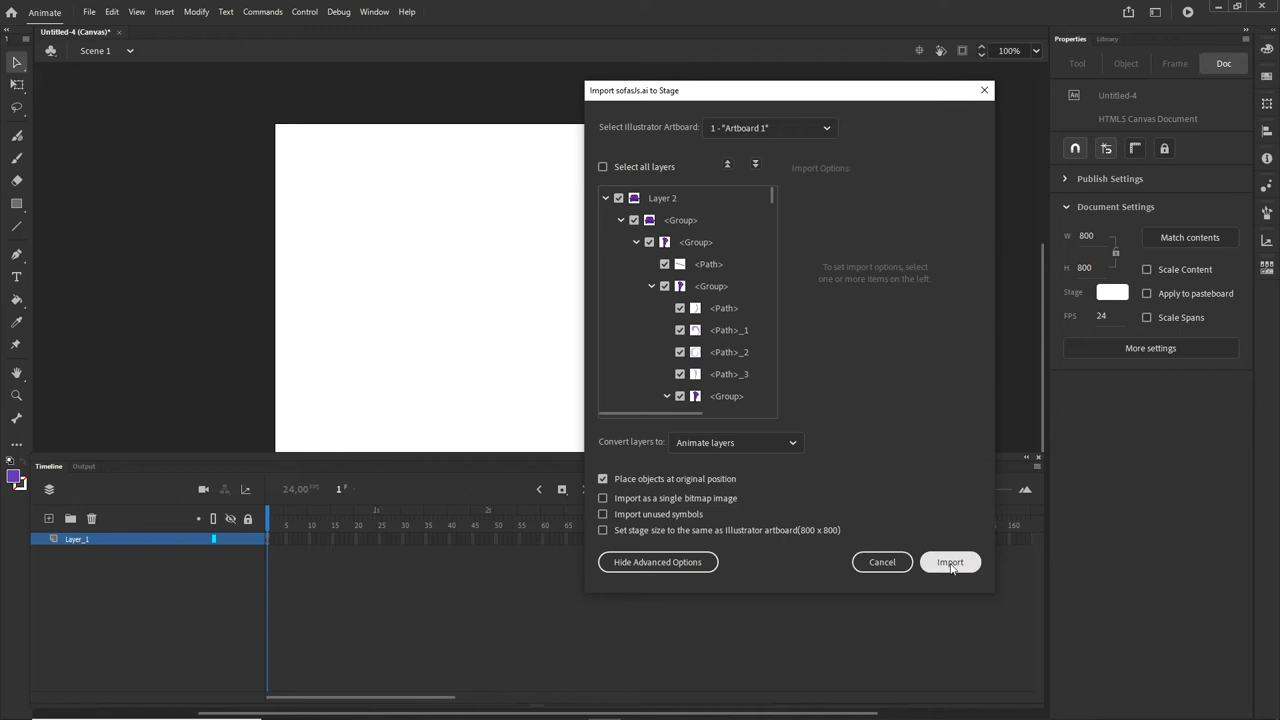 Animate File Edit View Insert Modify Text Commands Control Debug Window Help
Untitled-4 (Canvas)*
Scene 1
100%
Import sofasJs.ai to Stage
Select Illustrator Artboard: 1 - "Artboard 1"
Select all layers
Import Options:
Layer 2
<Group>
<Group>
<Path>
<Group>
<Path>
<Path>_1
<Path>_2
<Path>_3
<Group>
To set import options, select
one or more items on the left.
Convert layers to: Animate layers
Place objects at original position
Import as a single bitmap image
Import unused symbols
Set stage size to the same as Illustrator artboard(800 x 800)
Hide Advanced Options Cancel Import
Properties Library
Tool Object Frame Doc
An Untitled-4
HTML5 Canvas Document
Publish Settings
Document Settings
W 800 Match contents
H 800 Scale Content
Stage Apply to pasteboard
FPS 24 Scale Spans
More settings
Timeline Output
24,00 FPS 1 F
1s 2s
5 10 15 20 25 30 35 40 45 50 55 60 160
Layer_1